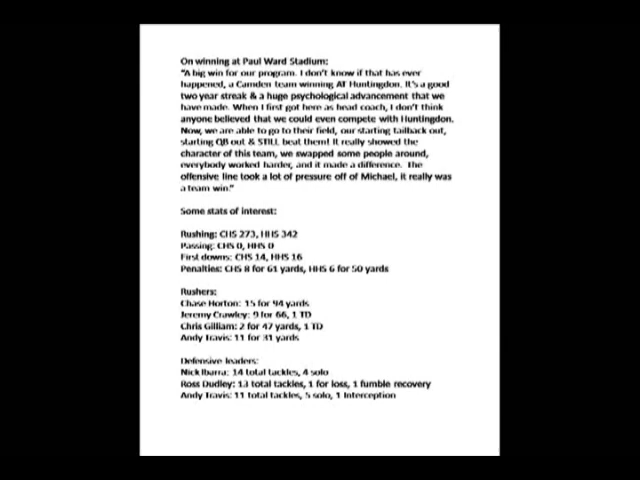 On winning at Paul Ward Stadium:
"A big win for our program. I don't know if that has ever
happened, a Camden team winning AT Huntingdon. It's a good
two year streak & a huge psychological advancement that we
have made. When I first got here as head coach, I don't think
anyone believed that we could even compete with Huntingdon.
Now, we are able to go to their field, our starting tailback out,
starting QB out & STILL beat them! It really showed the
character of this team, we swapped some people around,
everybody worked harder, and it made a difference. The
offensive line took a lot of pressure off of Michael, it really was
a team win."
Some stats of interest:
Rushing: CHS 273, HHS 342
Passing: CHS 0, HHS 0
First downs: CHS 14, HHS 16
Penalties: CHS 8 for 61 yards, HHS 6 for 50 yards
Rushers:
Chase Horton: 15 for 94 yards
Jeremy Crawley: 9 for 66, 1 TD
Chris Gilliam: 2 for 47 yards, 1 TD
Andy Travis: 11 for 31 yards
Defensive leaders:
Nick Ibarra: 14 total tackles, 4 solo
Ross Dudley: 13 total tackles, 1 for loss, 1 fumble recovery
Andy Travis: 11 total tackles, 5 solo, 1 Interception